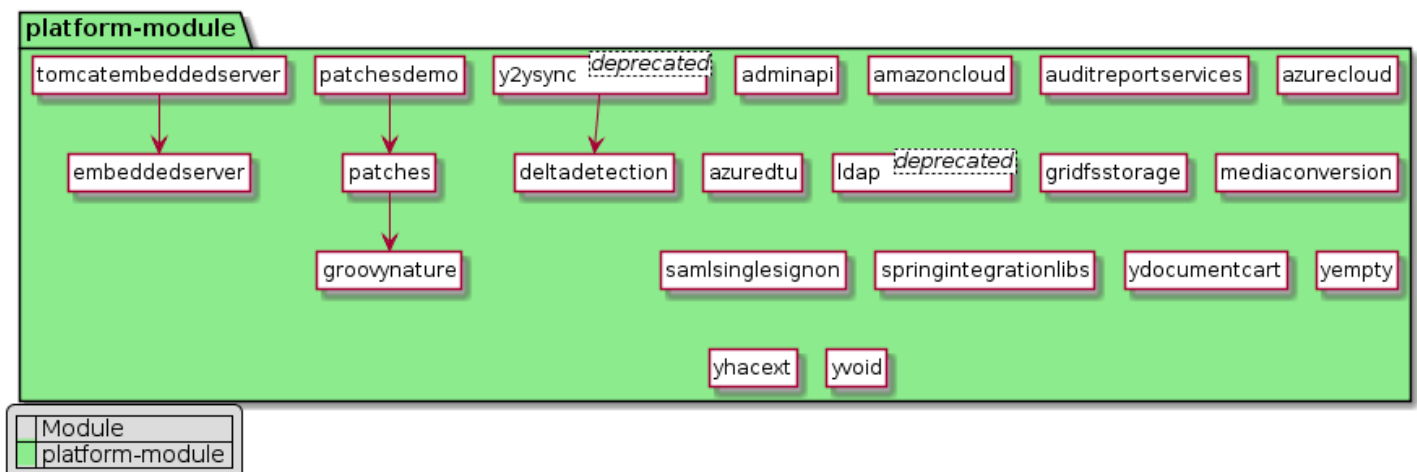 platform-module
tomcatembeddedserver
patchesdemo
y2ysync
deprecated
adminapi
amazoncloud
auditreportservices
azurecloud
embeddedserver
patches
deltadetection
azuredtu
ldap
deprecated
gridfsstorage
mediaconversion
groovynature
samlsinglesignon
springintegrationlibs
ydocumentcart
yempty
yhacext
yvoid
Module
platform-module